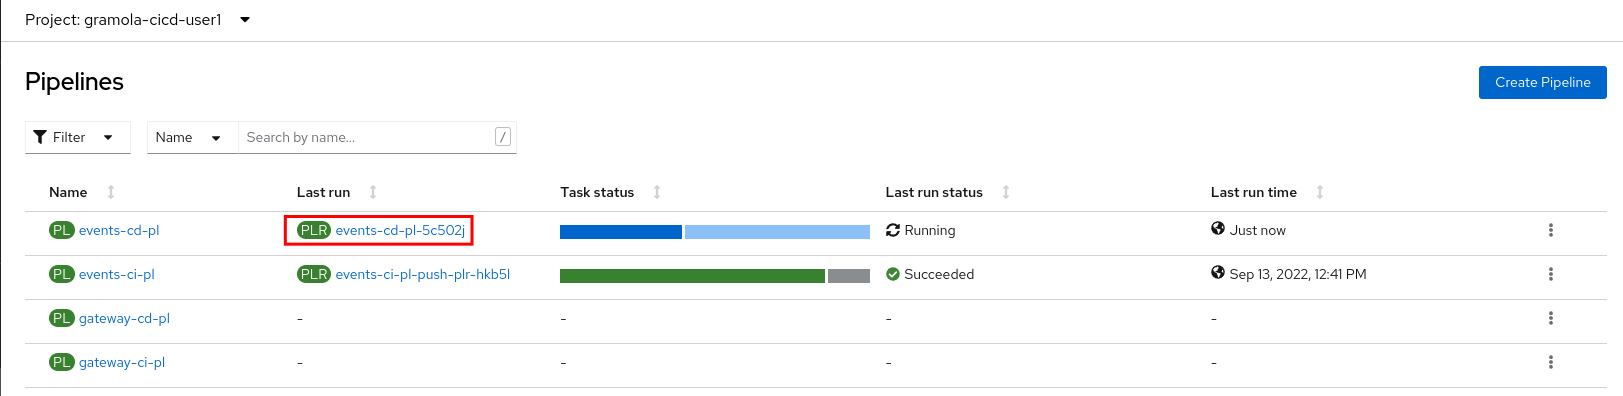 Project: gramola-cicd-user1
Pipelines
Create Pipeline
Filter Name Search by name... /
Name Last run Task status Last run status Last run time
PL events-cd-pl PLR events-cd-pl-5c502j Running Just now
PL events-ci-pl PLR events-ci-pl-push-plr-hkb5l Succeeded Sep 13, 2022, 12:41 PM
PL gateway-cd-pl - - - -
PL gateway-ci-pl - - - -